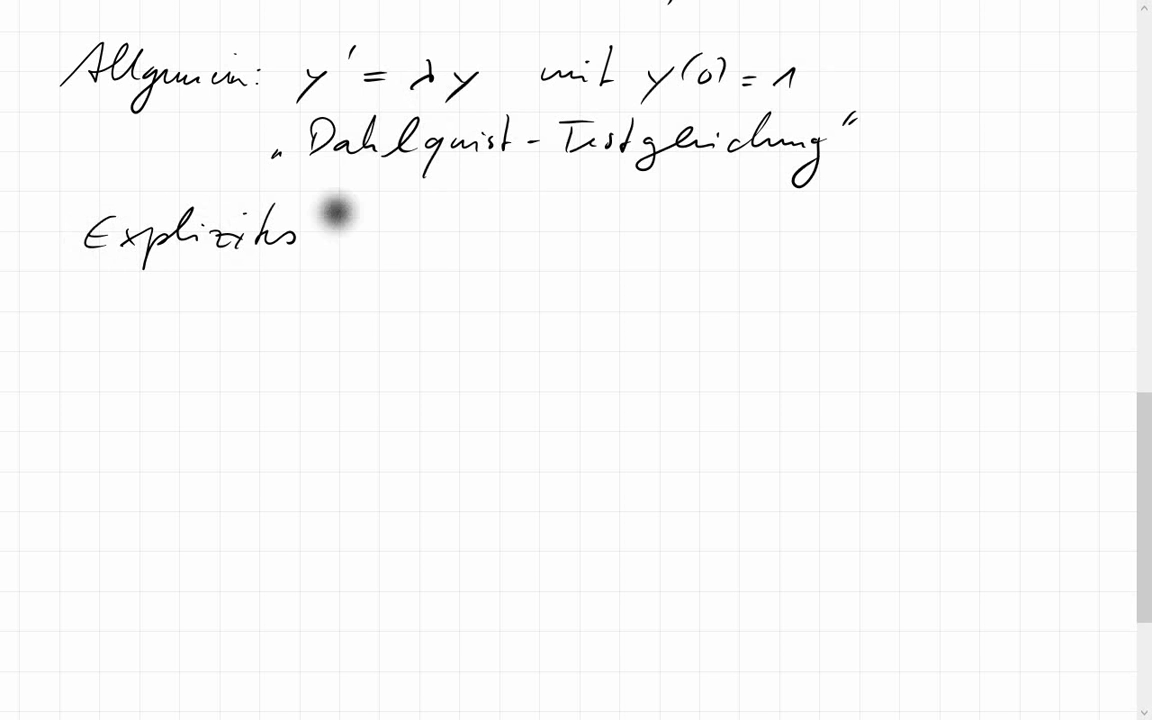 Allgemein: y' = λy mit y(0) = 1
„Dahlquist-Testgleichung“
Explizites